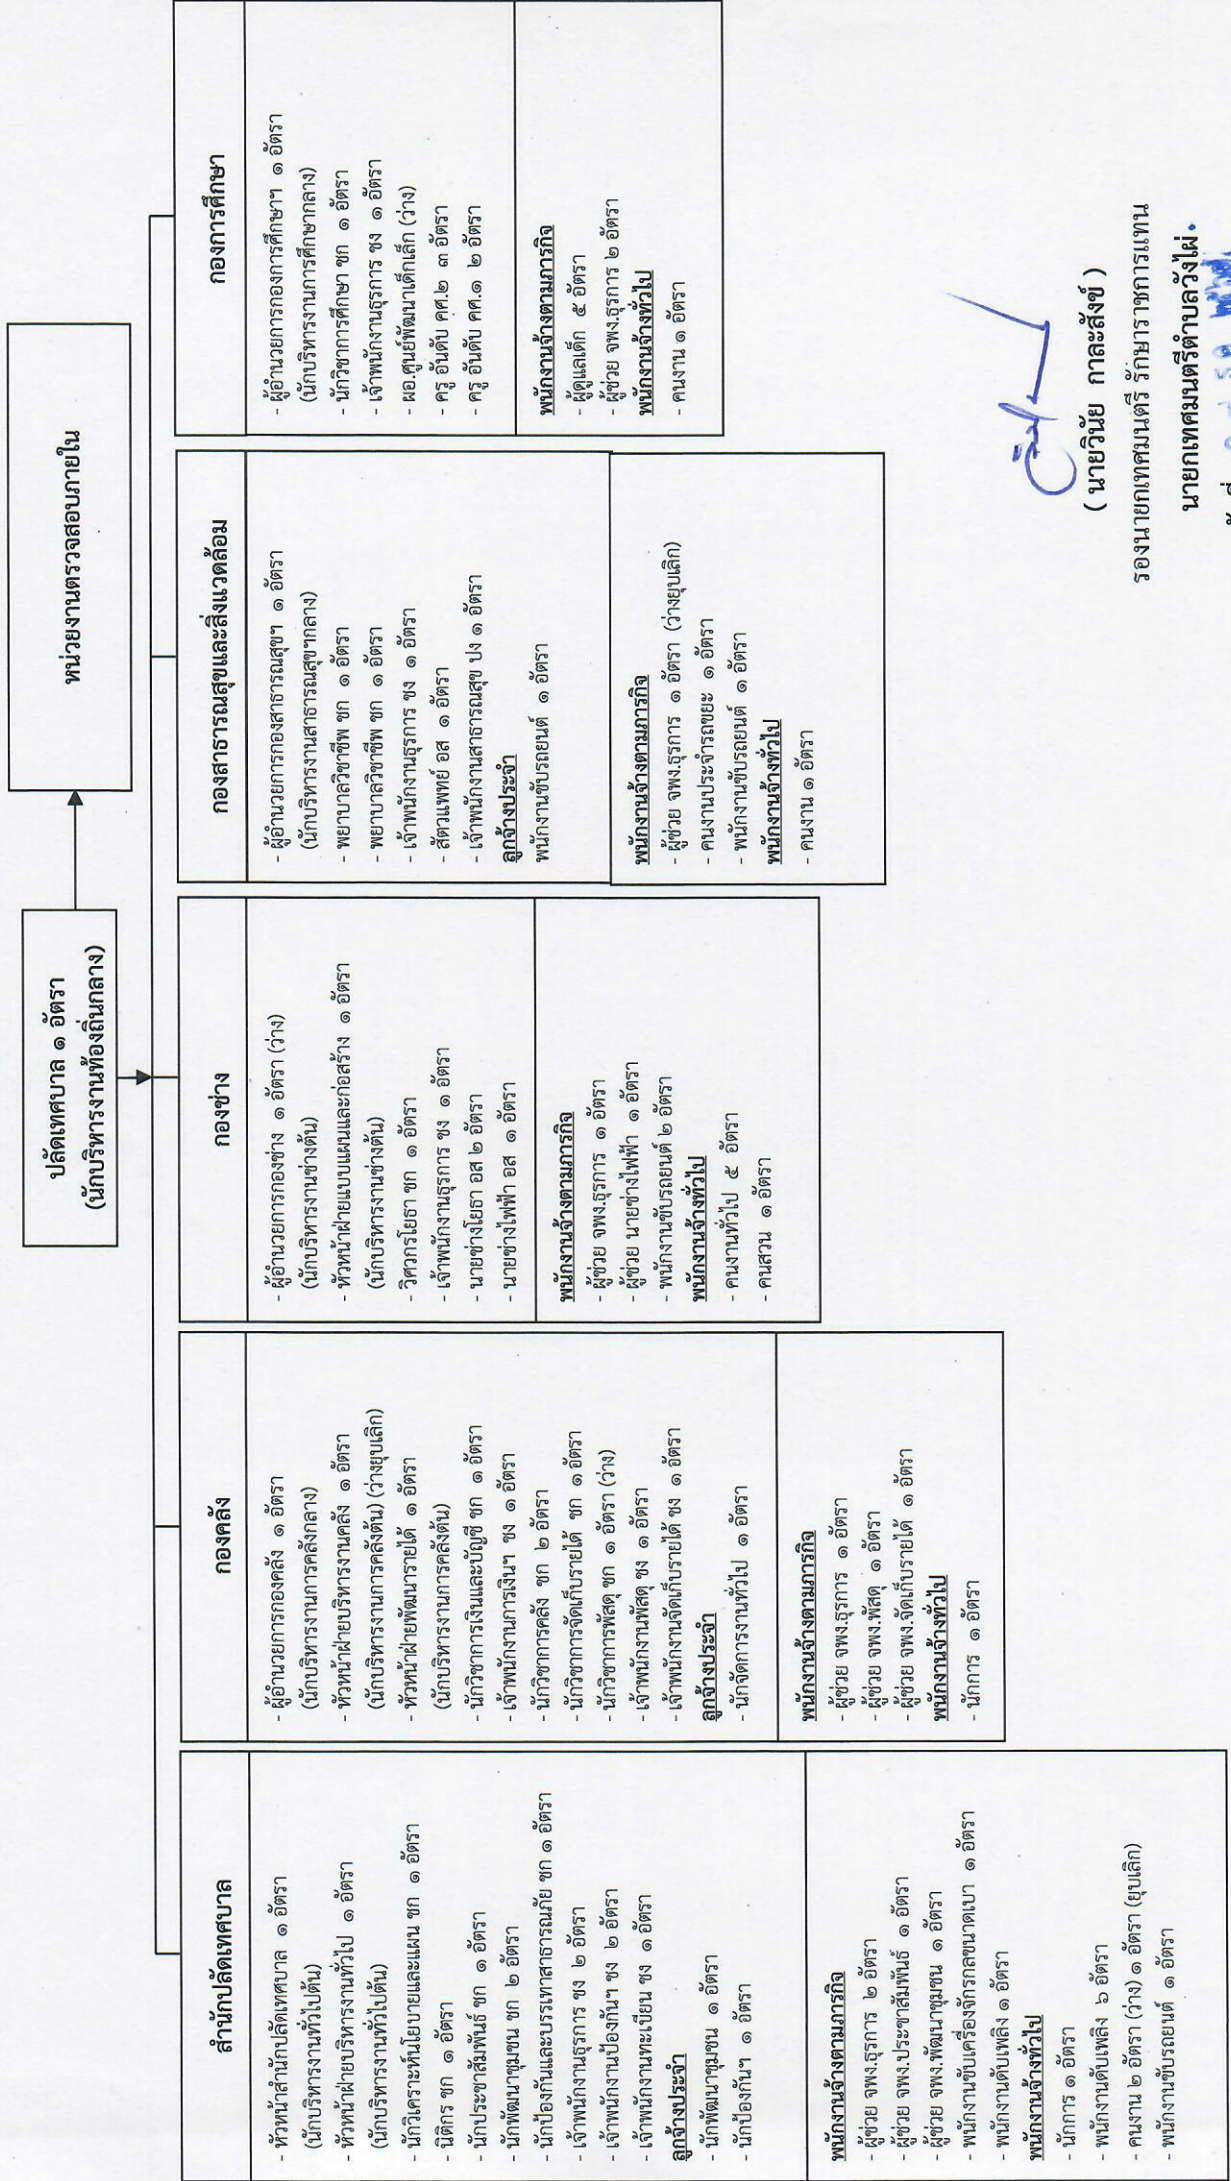 ปลัดเทศบาล ๑ อัตรา
(นักบริหารงานท้องถิ่นกลาง)
หน่วยงานตรวจสอบภายใน
สำนักปลัดเทศบาล
- หัวหน้าสำนักปลัดเทศบาล ๑ อัตรา
(นักบริหารงานทั่วไปต้น)
- หัวหน้าฝ่ายบริหารงานทั่วไป ๑ อัตรา
(นักบริหารงานทั่วไปต้น)
- นักวิเคราะห์นโยบายและแผน ชก ๑ อัตรา
- นิติกร ชก ๑ อัตรา
- นักประชาสัมพันธ์ ชก ๑ อัตรา
- นักพัฒนาชุมชน ชก ๒ อัตรา
- นักป้องกันและบรรเทาสาธารณภัย ชก ๑ อัตรา
- เจ้าพนักงานธุรการ ชง ๒ อัตรา
- เจ้าพนักงานป้องกันฯ ชง ๒ อัตรา
- เจ้าพนักงานทะเบียน ชง ๑ อัตรา
ลูกจ้างประจำ
- นักพัฒนาชุมชน ๑ อัตรา
- นักป้องกันฯ ๑ อัตรา
พนักงานจ้างตามภารกิจ
- ผู้ช่วย จพง.ธุรการ ๒ อัตรา
- ผู้ช่วย จพง.ประชาสัมพันธ์ ๑ อัตรา
- ผู้ช่วย จพง.พัฒนาชุมชน ๑ อัตรา
- พนักงานขับเครื่องจักรกลขนาดเบา ๑ อัตรา
- พนักงานดับเพลิง ๑ อัตรา
พนักงานจ้างทั่วไป
- นักการ ๑ อัตรา
- พนักงานดับเพลิง ๖ อัตรา
- คนงาน ๒ อัตรา (ว่าง) ๑ อัตรา (ยุบเลิก)
- พนักงานขับรถยนต์ ๑ อัตรา
กองคลัง
- ผู้อำนวยการกองคลัง ๑ อัตรา
(นักบริหารงานการคลังกลาง)
- หัวหน้าฝ่ายบริหารงานคลัง ๑ อัตรา
(นักบริหารงานการคลังต้น) (ว่างยุบเลิก)
- หัวหน้าฝ่ายพัฒนารายได้ ๑ อัตรา
(นักบริหารงานการคลังต้น)
- นักวิชาการเงินและบัญชี ชก ๑ อัตรา
- เจ้าพนักงานการเงินฯ ชง ๑ อัตรา
- นักวิชาการคลัง ชก ๒ อัตรา
- นักวิชาการจัดเก็บรายได้ ชก ๑ อัตรา
- นักวิชาการพัสดุ ชก ๑ อัตรา (ว่าง)
- เจ้าพนักงานพัสดุ ชง ๑ อัตรา
- เจ้าพนักงานจัดเก็บรายได้ ชง ๑ อัตรา
ลูกจ้างประจำ
- นักจัดการงานทั่วไป ๑ อัตรา
พนักงานจ้างตามภารกิจ
- ผู้ช่วย จพง.ธุรการ ๑ อัตรา
- ผู้ช่วย จพง.พัสดุ ๑ อัตรา
- ผู้ช่วย จพง.จัดเก็บรายได้ ๑ อัตรา
พนักงานจ้างทั่วไป
- นักการ ๑ อัตรา
กองช่าง
- ผู้อำนวยการกองช่าง ๑ อัตรา (ว่าง)
(นักบริหารงานช่างต้น)
- หัวหน้าฝ่ายแบบแผนและก่อสร้าง ๑ อัตรา
(นักบริหารงานช่างต้น)
- วิศวกรโยธา ชก ๑ อัตรา
- เจ้าพนักงานธุรการ ชง ๑ อัตรา
- นายช่างโยธา อส ๒ อัตรา
- นายช่างไฟฟ้า อส ๑ อัตรา
พนักงานจ้างตามภารกิจ
- ผู้ช่วย จพง.ธุรการ ๑ อัตรา
- ผู้ช่วย นายช่างไฟฟ้า ๑ อัตรา
- พนักงานขับรถยนต์ ๒ อัตรา
พนักงานจ้างทั่วไป
- คนงานทั่วไป ๕ อัตรา
- คนสวน ๑ อัตรา
กองสาธารณสุขและสิ่งแวดล้อม
- ผู้อำนวยการกองสาธารณสุขฯ ๑ อัตรา
(นักบริหารงานสาธารณสุขฯกลาง)
- พยาบาลวิชาชีพ ชก ๑ อัตรา
- พยาบาลวิชาชีพ ชก ๑ อัตรา
- เจ้าพนักงานธุรการ ชง ๑ อัตรา
- สัตวแพทย์ อส ๑ อัตรา
- เจ้าพนักงานสาธารณสุข ปง ๑ อัตรา
ลูกจ้างประจำ
พนักงานขับรถยนต์ ๑ อัตรา
พนักงานจ้างตามภารกิจ
- ผู้ช่วย จพง.ธุรการ ๑ อัตรา (ว่างยุบเลิก)
- คนงานประจำรถขยะ ๑ อัตรา
- พนักงานขับรถยนต์ ๑ อัตรา
พนักงานจ้างทั่วไป
- คนงาน ๑ อัตรา
กองการศึกษา
- ผู้อำนวยการกองการศึกษาฯ ๑ อัตรา
(นักบริหารงานการศึกษากลาง)
- นักวิชาการศึกษา ชก ๑ อัตรา
- เจ้าพนักงานธุรการ ชง ๑ อัตรา
- ผอ.ศูนย์พัฒนาเด็กเล็ก (ว่าง)
- ครู อันดับ คศ.๒ ๓ อัตรา
- ครู อันดับ คศ.๑ ๒ อัตรา
พนักงานจ้างตามภารกิจ
- ผู้ดูแลเด็ก ๕ อัตรา
- ผู้ช่วย จพง.ธุรการ ๒ อัตรา
พนักงานจ้างทั่วไป
- คนงาน ๑ อัตรา
( นายวินัย กาละสังข์ )
รองนายกเทศมนตรี รักษาราชการแทน
นายกเทศมนตรีตำบลวังไผ่